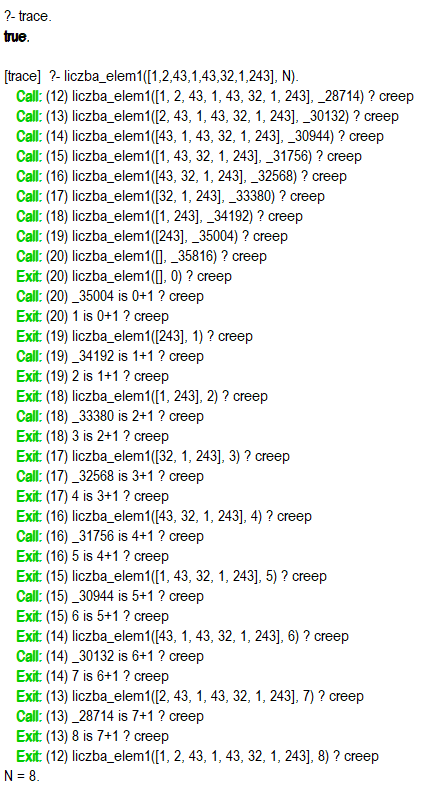 ?- trace.
true.
[trace]  ?- liczba_elem1([1,2,43,1,43,32,1,243], N).
Call: (12) liczba_elem1([1, 2, 43, 1, 43, 32, 1, 243], _28714) ? creep
Call: (13) liczba_elem1([2, 43, 1, 43, 32, 1, 243], _30132) ? creep
Call: (14) liczba_elem1([43, 1, 43, 32, 1, 243], _30944) ? creep
Call: (15) liczba_elem1([1, 43, 32, 1, 243], _31756) ? creep
Call: (16) liczba_elem1([43, 32, 1, 243], _32568) ? creep
Call: (17) liczba_elem1([32, 1, 243], _33380) ? creep
Call: (18) liczba_elem1([1, 243], _34192) ? creep
Call: (19) liczba_elem1([243], _35004) ? creep
Call: (20) liczba_elem1([], _35816) ? creep
Exit: (20) liczba_elem1([], 0) ? creep
Call: (20) _35004 is 0+1 ? creep
Exit: (20) 1 is 0+1 ? creep
Exit: (19) liczba_elem1([243], 1) ? creep
Call: (19) _34192 is 1+1 ? creep
Exit: (19) 2 is 1+1 ? creep
Exit: (18) liczba_elem1([1, 243], 2) ? creep
Call: (18) _33380 is 2+1 ? creep
Exit: (18) 3 is 2+1 ? creep
Exit: (17) liczba_elem1([32, 1, 243], 3) ? creep
Call: (17) _32568 is 3+1 ? creep
Exit: (17) 4 is 3+1 ? creep
Exit: (16) liczba_elem1([43, 32, 1, 243], 4) ? creep
Call: (16) _31756 is 4+1 ? creep
Exit: (16) 5 is 4+1 ? creep
Exit: (15) liczba_elem1([1, 43, 32, 1, 243], 5) ? creep
Call: (15) _30944 is 5+1 ? creep
Exit: (15) 6 is 5+1 ? creep
Exit: (14) liczba_elem1([43, 1, 43, 32, 1, 243], 6) ? creep
Call: (14) _30132 is 6+1 ? creep
Exit: (14) 7 is 6+1 ? creep
Exit: (13) liczba_elem1([2, 43, 1, 43, 32, 1, 243], 7) ? creep
Call: (13) _28714 is 7+1 ? creep
Exit: (13) 8 is 7+1 ? creep
Exit: (12) liczba_elem1([1, 2, 43, 1, 43, 32, 1, 243], 8) ? creep
N = 8.